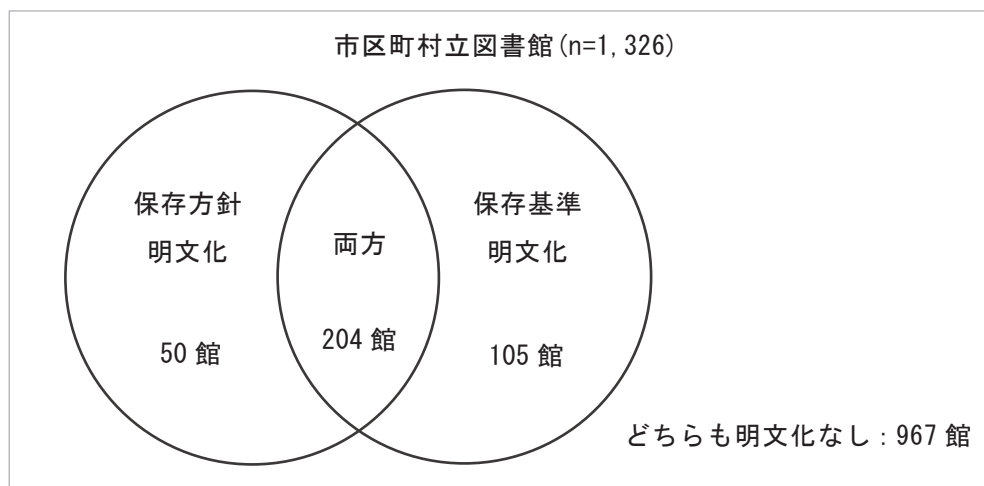 市区町村立図書館(n=1,326)
保存方針
明文化
50 館
両方
204 館
保存基準
明文化
105 館
どちらも明文化なし：967 館